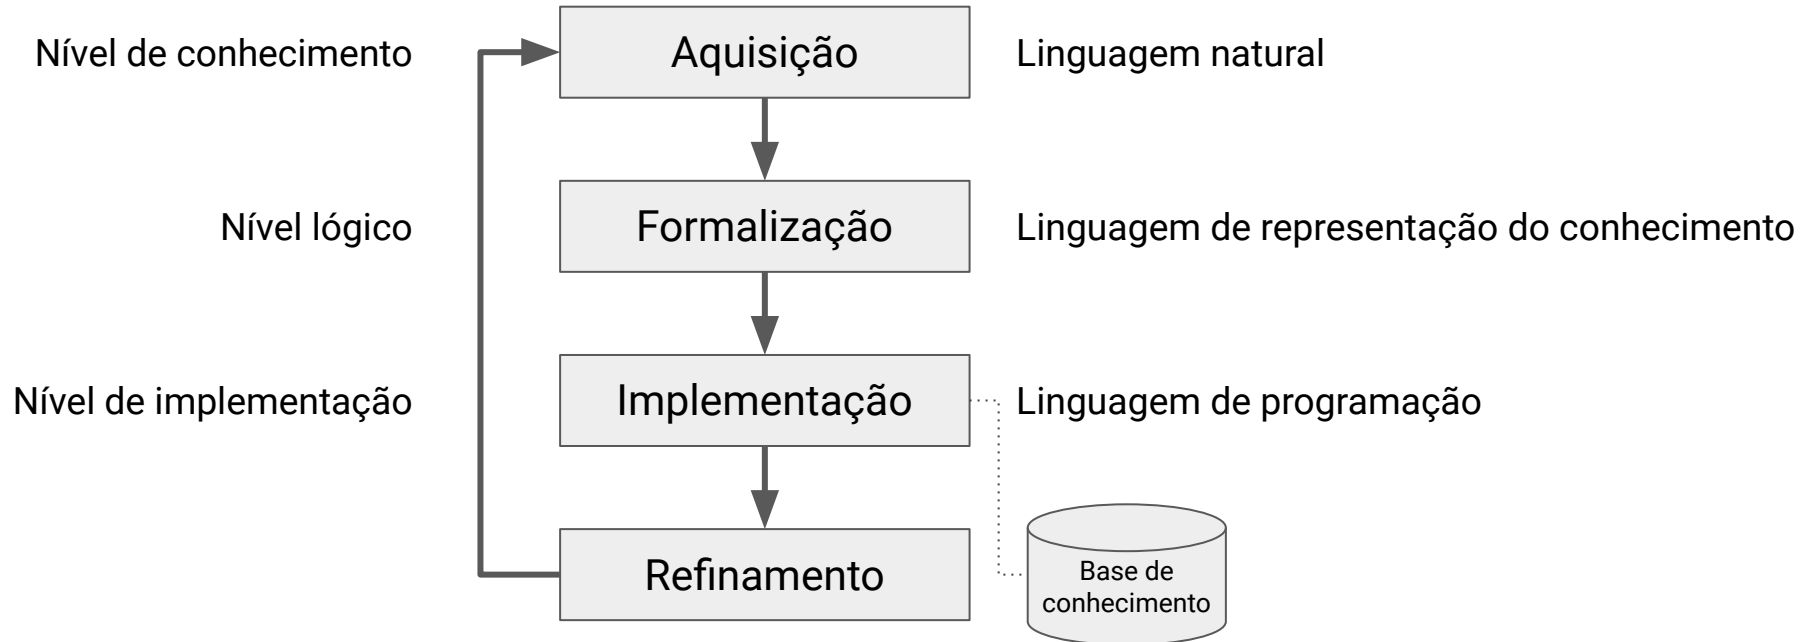 Nível de conhecimento
Aquisição
Linguagem natural
Nível lógico
Formalização
Linguagem de representação do conhecimento
Nível de implementação
Implementação
Linguagem de programação
Refinamento
Base de
conhecimento